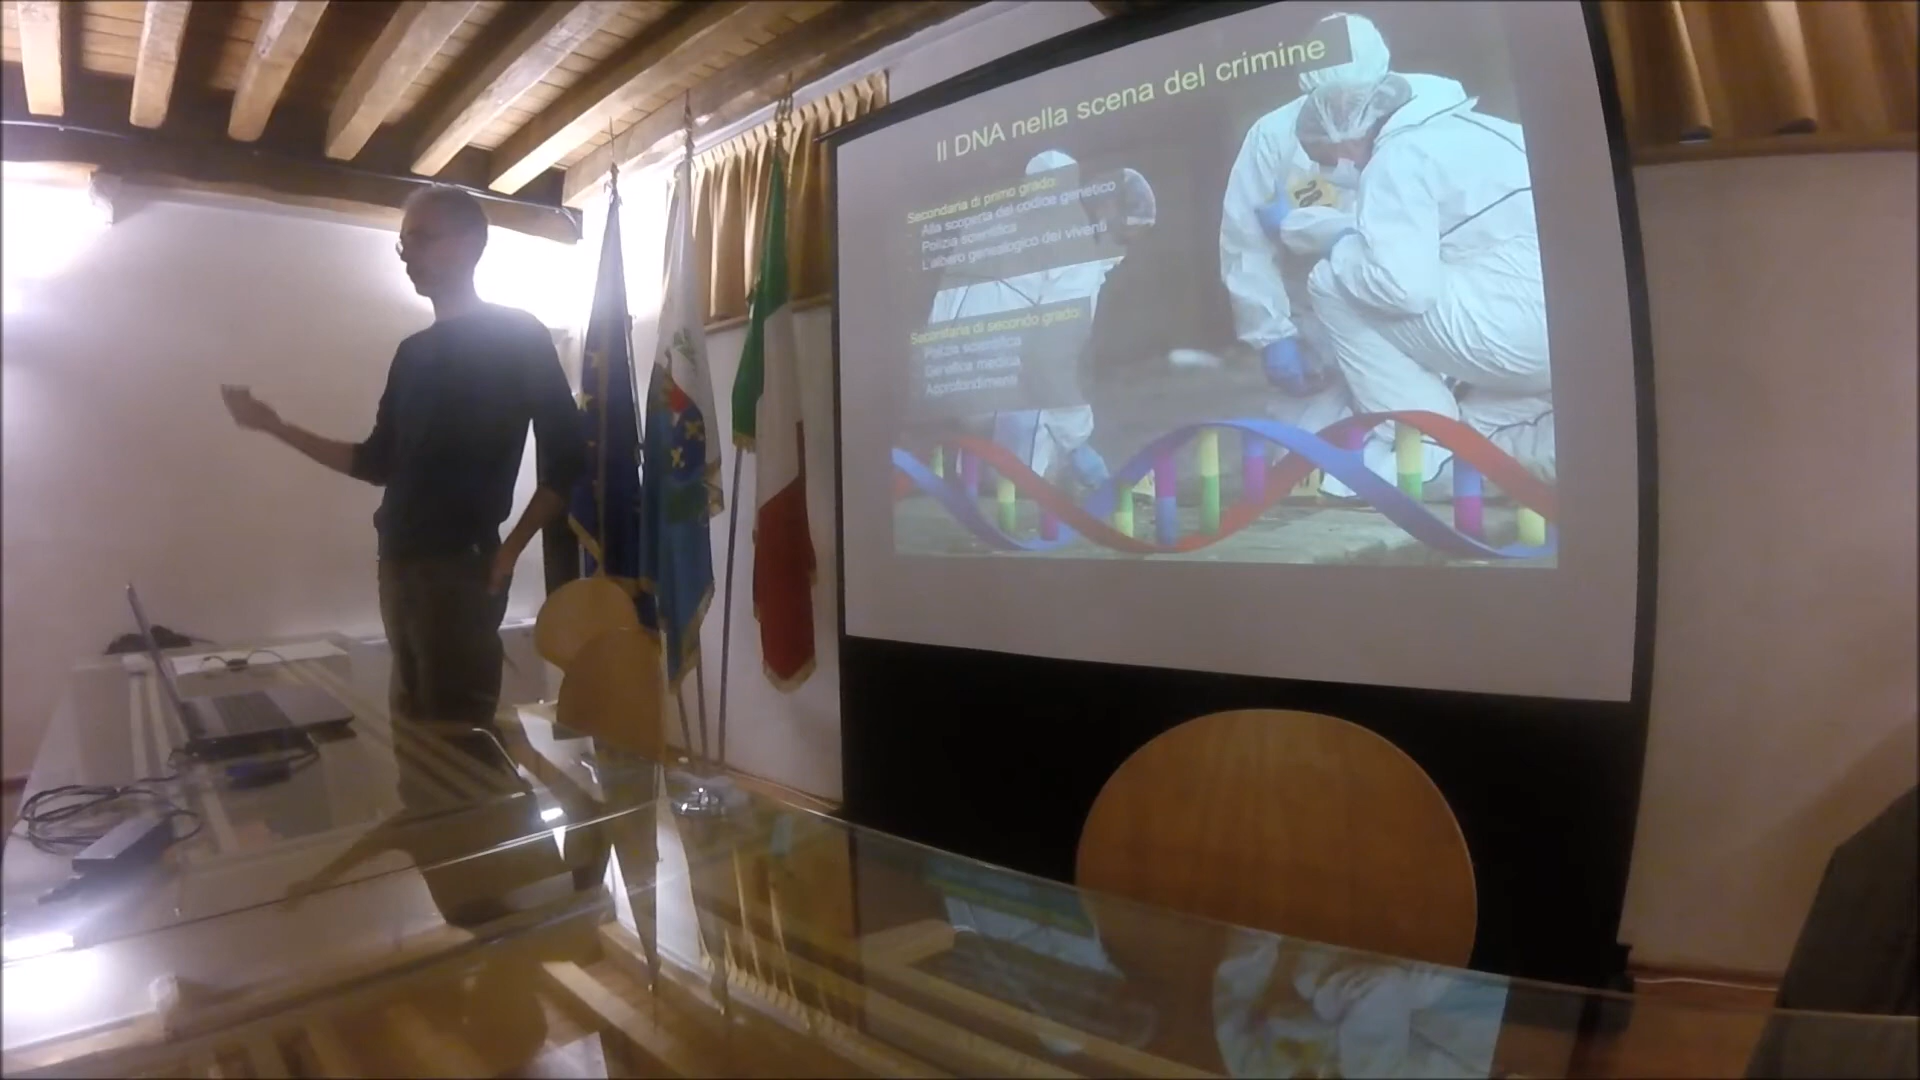 Il DNA nella scena del crimine
Secondaria di primo grado:
Alla scoperta del codice genetico
Polizia scientifica
L'albero genealogico dei viventi
Secondaria di secondo grado:
Polizia scientifica
Genetica medica
Approfondimenti